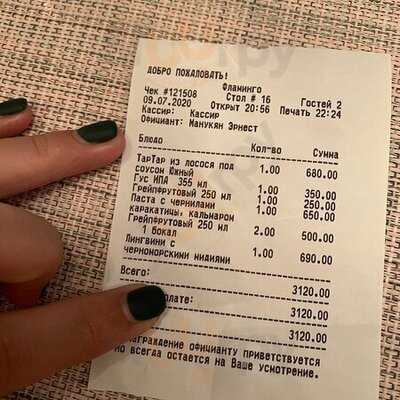 ДОБРО ПОЖАЛОВАТЬ!
Фламинго
Чек #121508 Стол # 16 Гостей 2
09.07.2020 Открыт 20:56 Печать 22:24
Кассир: Кассир
Официант: Манукян Эрнест
Блюдо Кол-во Сумма
ТарТар из лосося под 1.00 680.00
соусом Южный
Гус ИПА 355 мл 1.00 350.00
Грейпфрутовый 250 мл 1.00 250.00
Паста с чернилами 1.00 650.00
каракатицы, кальмаром
Грейпфрутовый 250 мл 2.00 500.00
1 бокал
Лингвини с 1.00 690.00
черноморскими мидиями
Всего: 3120.00
плате: 3120.00
3120.00
награждение официанту приветствуется
Но всегда остается на Ваше усмотрение.